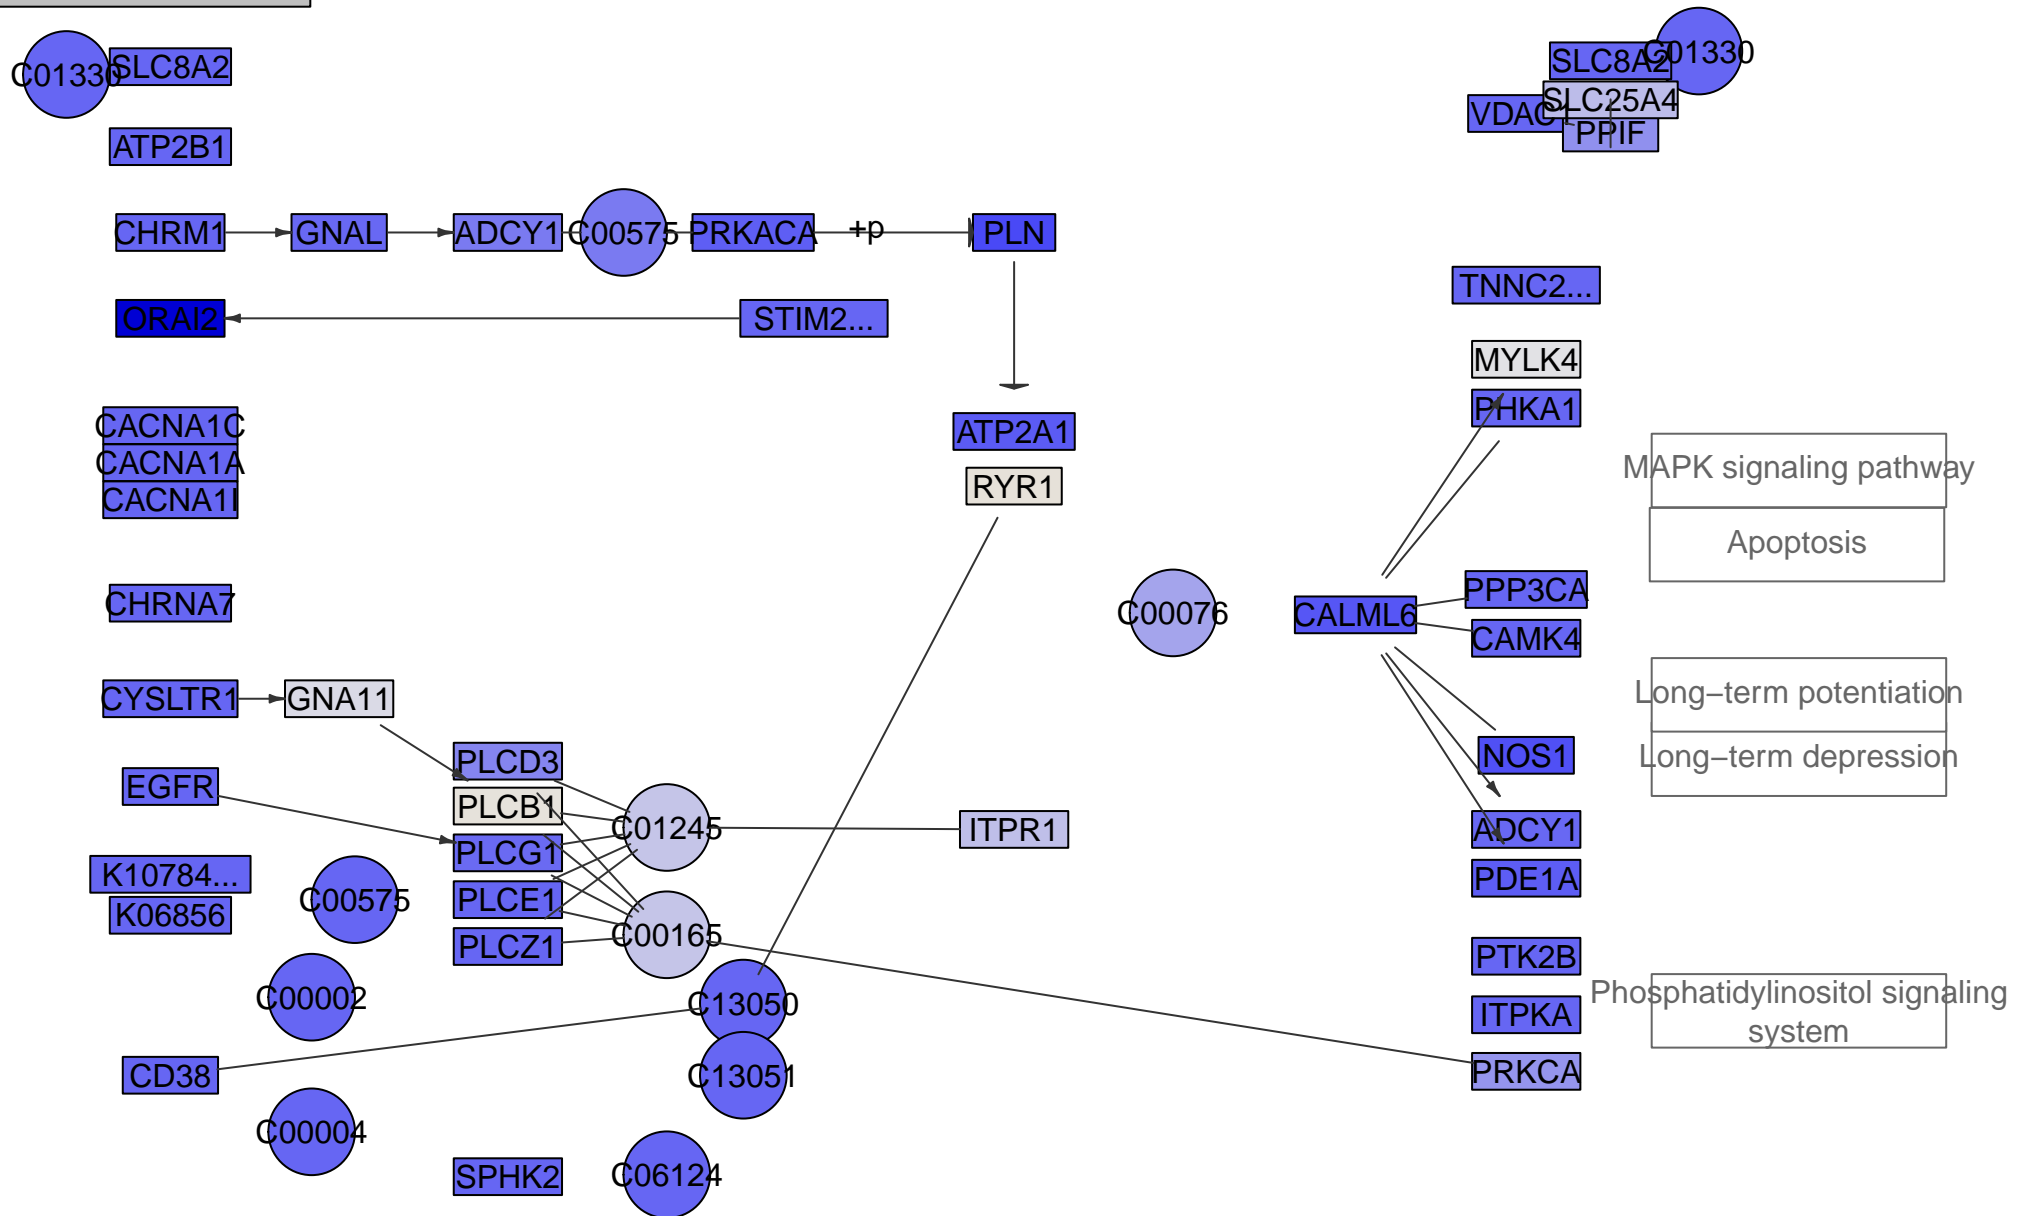 C01330
SLC8A2
SLC8A2
C01330
SLC25A4
VDAC1
PPIF
ATP2B1
CHRM1
GNAL
ADCY1
C00575
PRKACA
+p
PLN
TNNC2...
ORAI2
STIM2...
MYLK4
PHKA1
CACNA1C
CACNA1A
CACNA1I
ATP2A1
RYR1
MAPK signaling pathway
Apoptosis
CHRNA7
C00076
CALML6
PPP3CA
CAMK4
CYSLTR1
GNA11
Long−term potentiation
Long−term depression
NOS1
PLCD3
EGFR
PLCB1
C01245
ITPR1
ADCY1
PLCG1
K10784...
C00575
PLCE1
PDE1A
K06856
C00165
PLCZ1
PTK2B
C00002
C13050
ITPKA
Phosphatidylinositol signaling
system
CD38
C13051
PRKCA
C00004
SPHK2
C06124